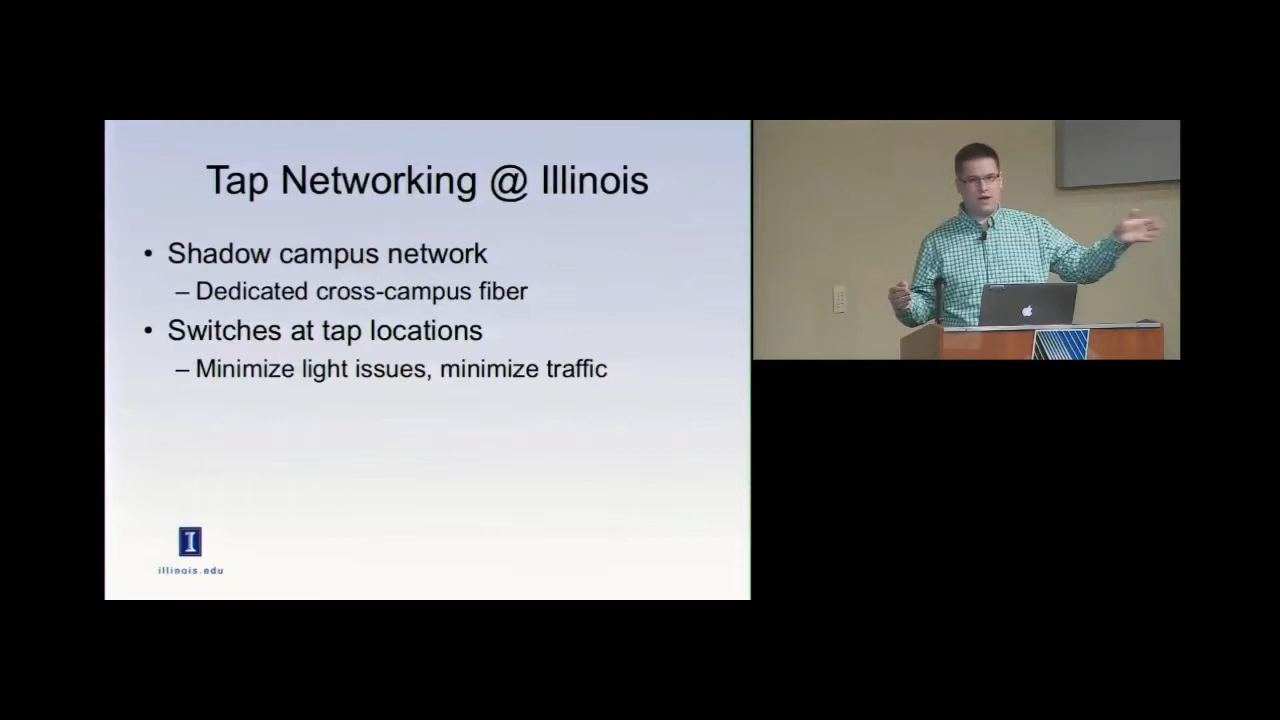 Tap Networking @ Illinois
• Shadow campus network
– Dedicated cross-campus fiber
• Switches at tap locations
– Minimize light issues, minimize traffic
I
illinois.edu